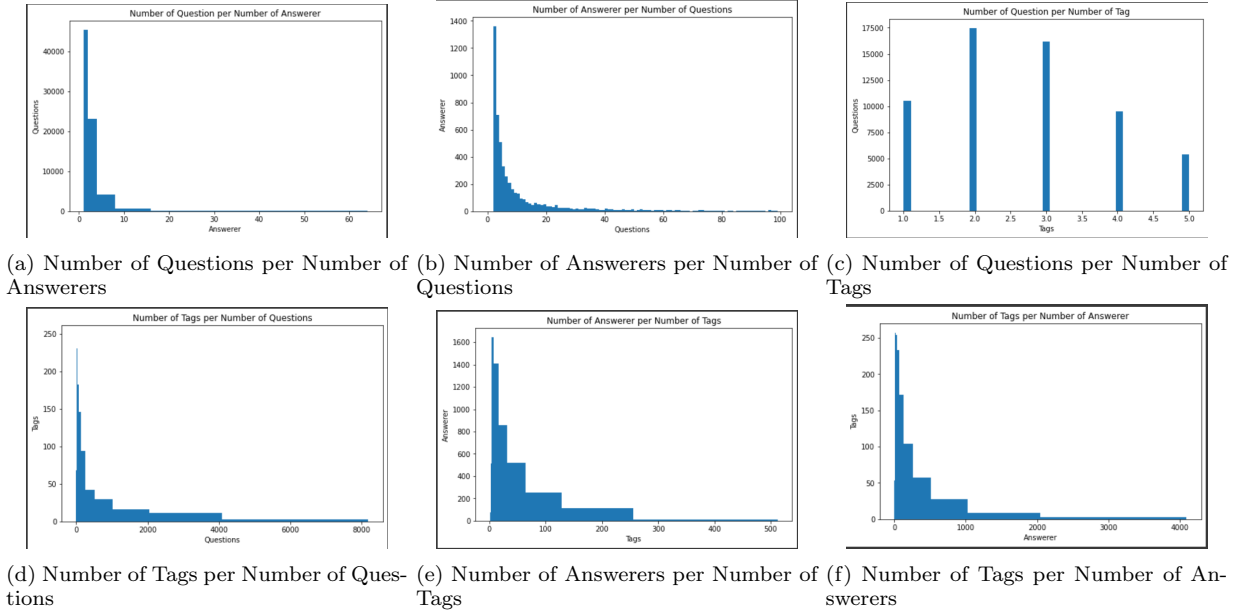 Number of Question per Number of Answerer
Questions
40000
30000
20000
10000
0
0 10 20 30 40 50 60
Answerer
Number of Answerer per Number of Questions
Answerer
1400
1200
1000
800
600
400
200
0
0 20 40 60 80 100
Questions
Number of Question per Number of Tag
Questions
17500
15000
12500
10000
7500
5000
2500
0
1.0 1.5 2.0 2.5 3.0 3.5 4.0 4.5 5.0
Tags
(a) Number of Questions per Number of
Answerers
(b) Number of Answerers per Number of
Questions
(c) Number of Questions per Number of
Tags
Number of Tags per Number of Questions
Tags
250
200
150
100
50
0
0 2000 4000 6000 8000
Questions
Number of Answerer per Number of Tags
Answerer
1600
1400
1200
1000
800
600
400
200
0
0 100 200 300 400 500
Tags
Number of Tags per Number of Answerer
Tags
250
200
150
100
50
0
0 1000 2000 3000 4000
Answerer
(d) Number of Tags per Number of Ques-
tions
(e) Number of Answerers per Number of
Tags
(f) Number of Tags per Number of An-
swerers